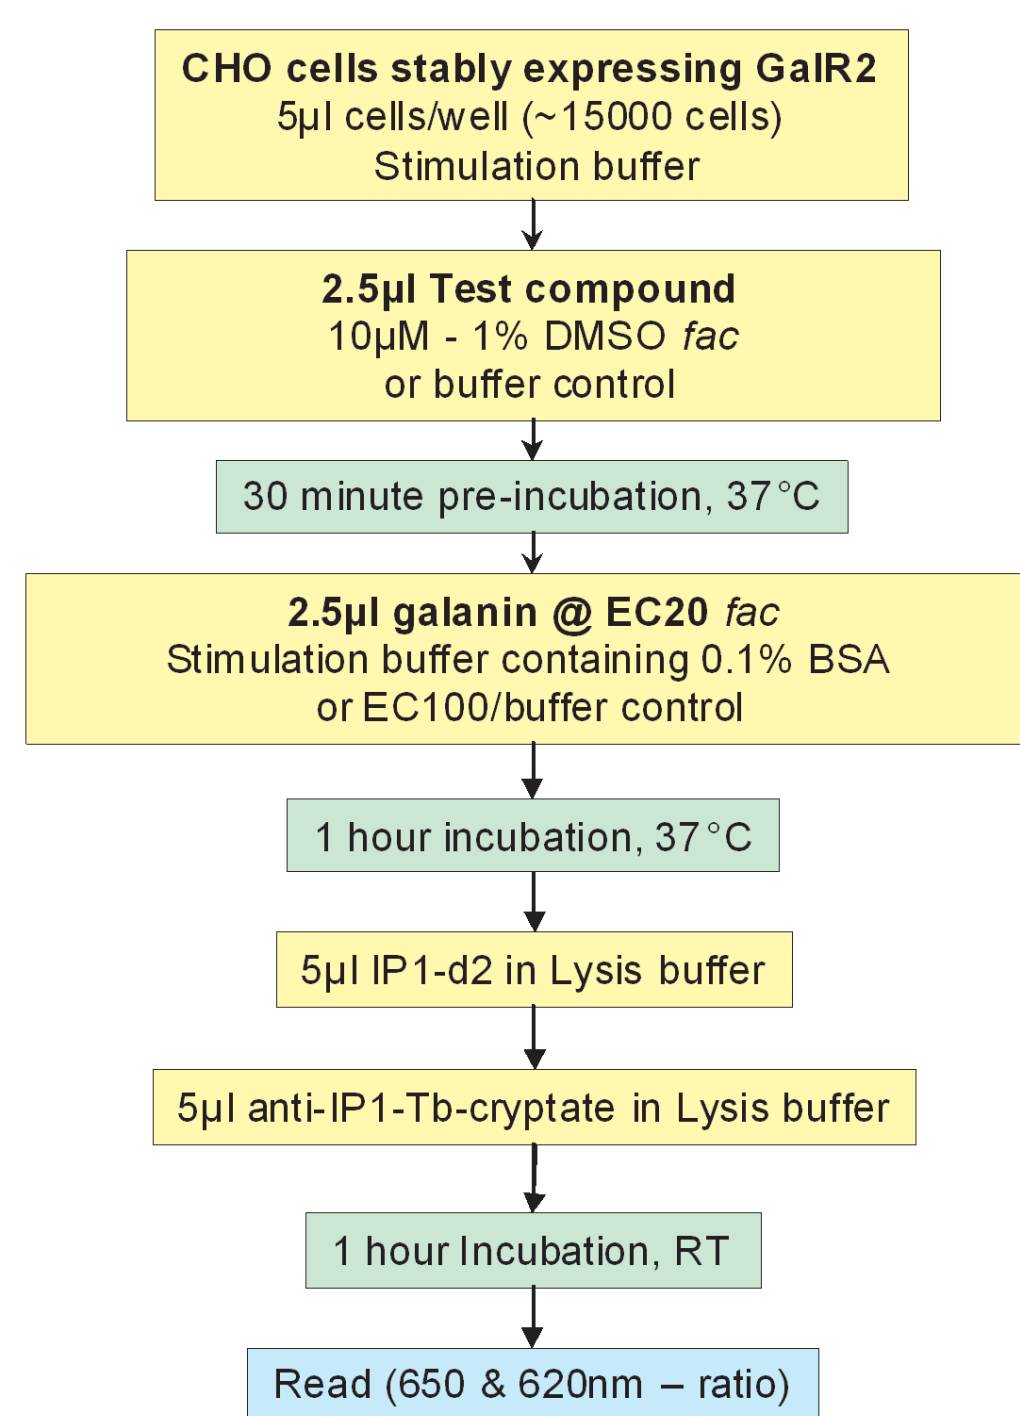 CHO cells stably expressing GalR2
5µl cells/well (~15000 cells)
Stimulation buffer
2.5µl Test compound
10µM - 1% DMSO fac
or buffer control
30 minute pre-incubation, 37°C
2.5µl galanin @ EC20 fac
Stimulation buffer containing 0.1% BSA
or EC100/buffer control
1 hour incubation, 37°C
5µl IP1-d2 in Lysis buffer
5µl anti-IP1-Tb-cryptate in Lysis buffer
1 hour Incubation, RT
Read (650 & 620nm – ratio)